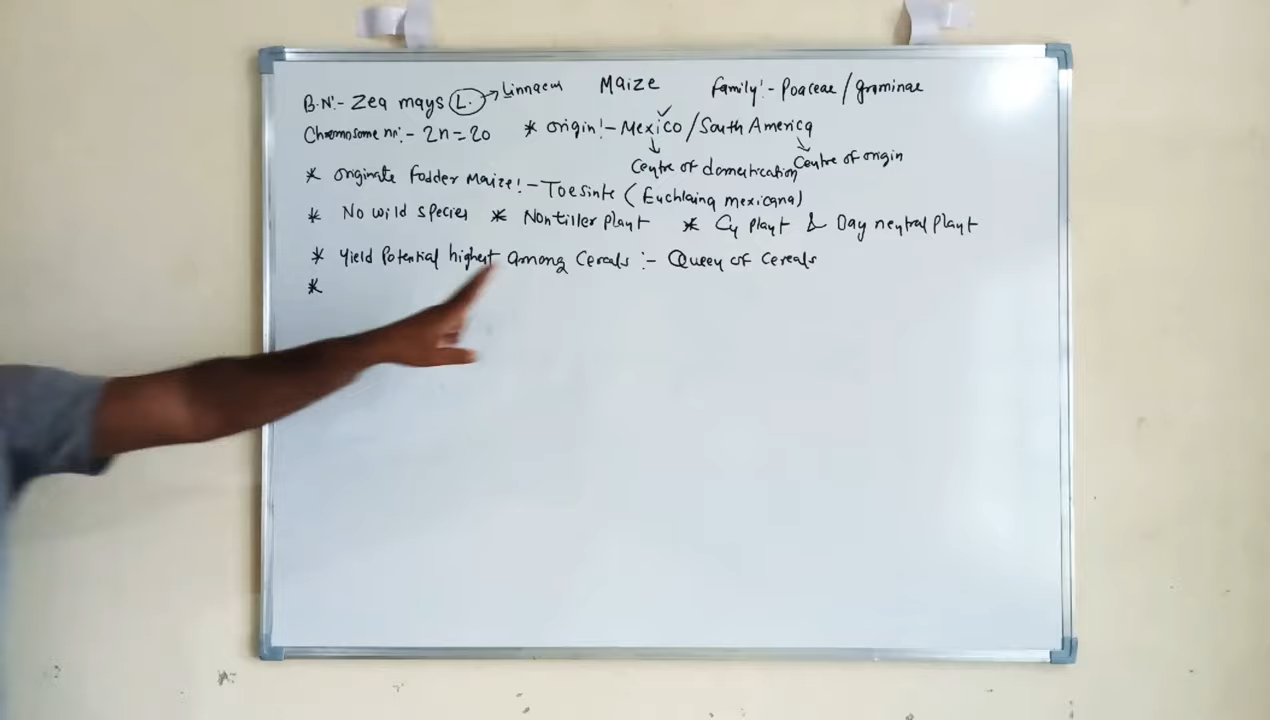 Maize
B.N:- Zea mays L. → Linnaeus Family:- Poaceae/graminae
Chromosome no:- 2n=20 * origin:- Mexico/South America
Centre of domestication Centre of origin
* originate fodder Maize:- Toesinte (Euchlaina mexicana)
* No wild species * Non tiller plant * C4 plant & Day neutral plant
* Yield Potential highest among Cereals :- Queen of Cereals
*